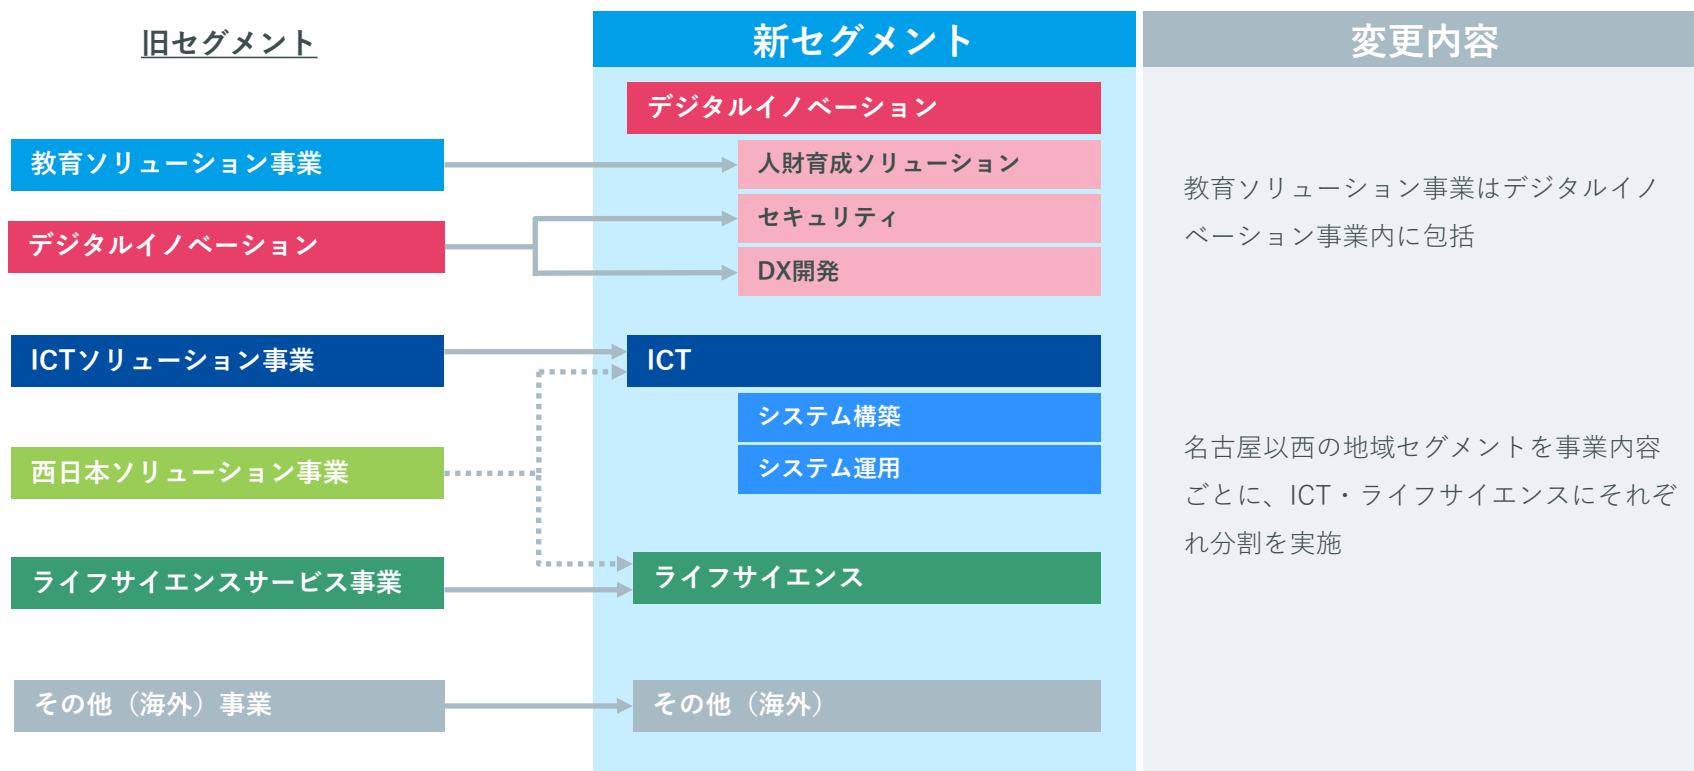 旧セグメント
新セグメント
変更内容
デジタルイノベーション
教育ソリューション事業
人財育成ソリューション
セキュリティ
デジタルイノベーション
DX開発
教育ソリューション事業はデジタルイノ
ベーション事業内に包括
ICTソリューション事業
ICT
システム構築
西日本ソリューション事業
システム運用
名古屋以西の地域セグメントを事業内容
ごとに、ICT・ライフサイエンスにそれぞ
れ分割を実施
ライフサイエンスサービス事業
ライフサイエンス
その他（海外）事業
その他（海外）